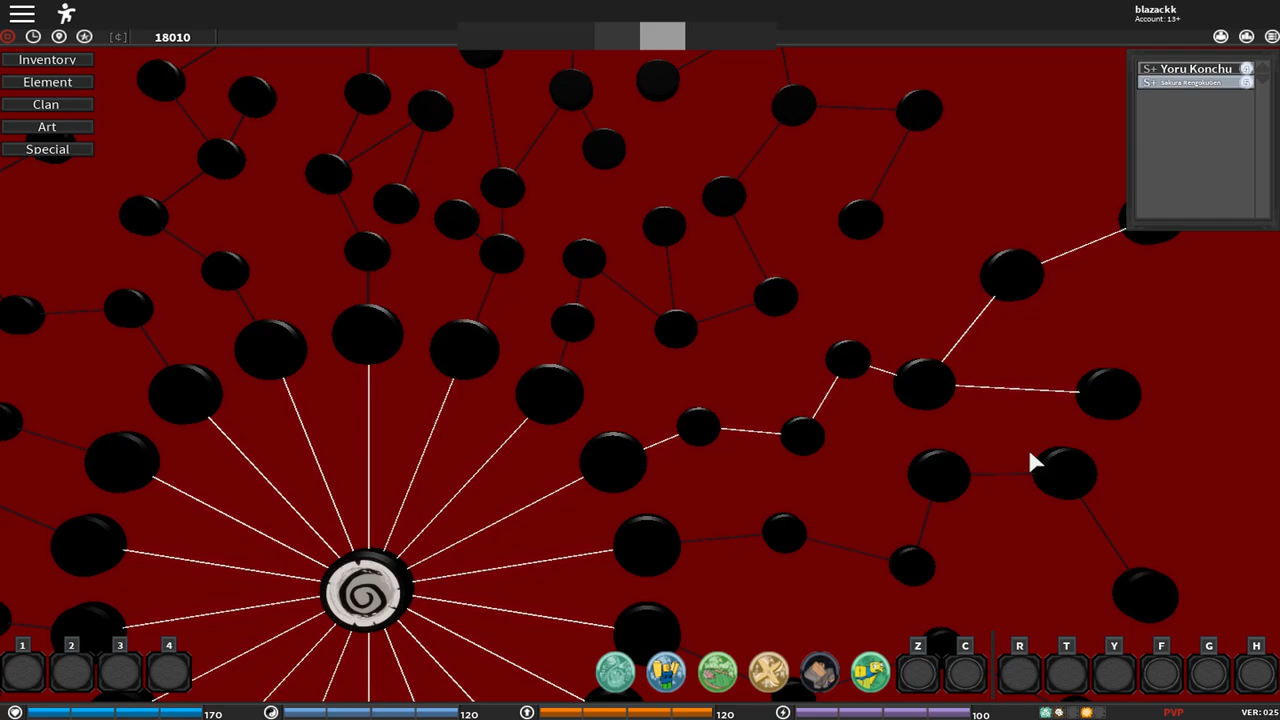 blazackk
Account: 13+
[¢] 18010
Inventory
Element
Clan
Art
Special
S+ Yoru Konchu
S+ Sakura Rengokutien
1 2 3 4
Z C R T Y F G H
170 120 120 100 PVP VER:025